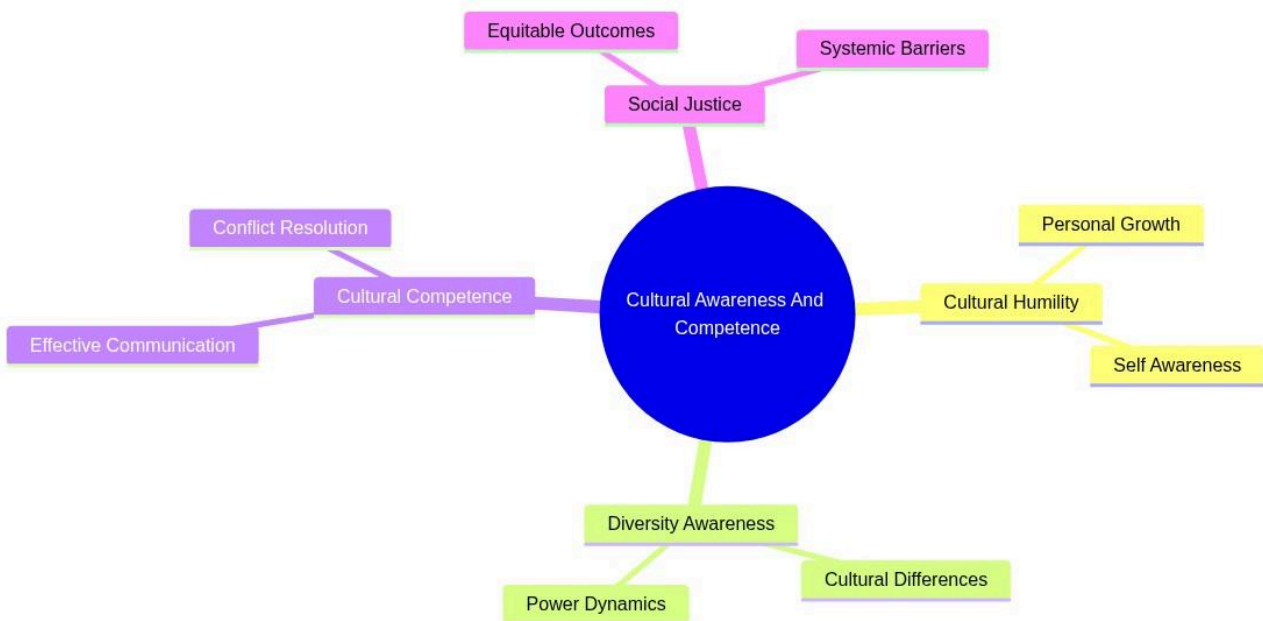 Equitable Outcomes
Systemic Barriers
Social Justice
Conflict Resolution
Personal Growth
Cultural Competence
Cultural Awareness And
Competence
Cultural Humility
Effective Communication
Self Awareness
Diversity Awareness
Cultural Differences
Power Dynamics